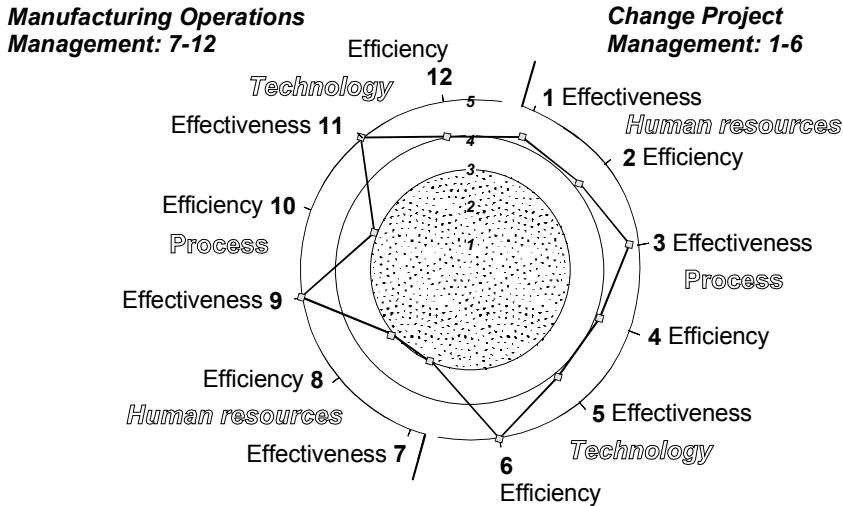 Manufacturing Operations
Management: 7-12
Change Project
Management: 1-6
Efficiency
12
Technology
Effectiveness 11
Efficiency 10
Process
Effectiveness 9
Efficiency 8
Human resources
Effectiveness 7
5
4
3
2
1
1 Effectiveness
Human resources
2 Efficiency
3 Effectiveness
Process
4 Efficiency
5 Effectiveness
Technology
6
Efficiency